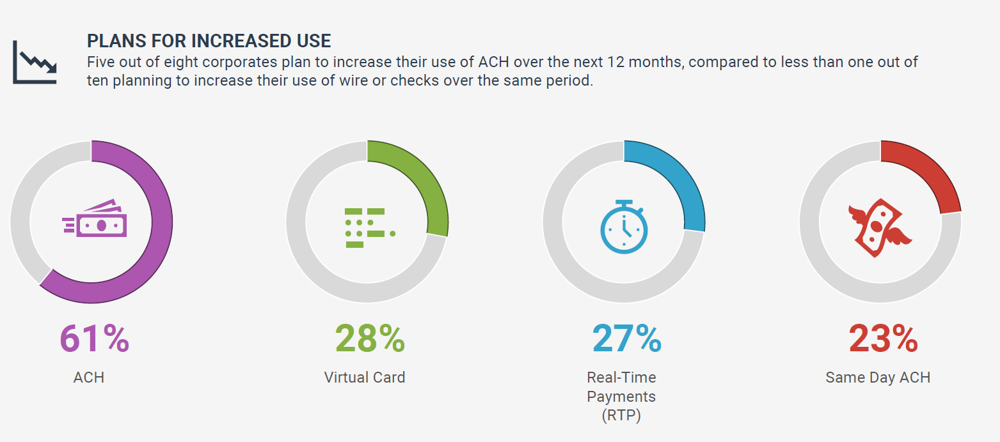 PLANS FOR INCREASED USE
Five out of eight corporates plan to increase their use of ACH over the next 12 months, compared to less than one out of
ten planning to increase their use of wire or checks over the same period.
61%
28%
27%
23%
ACH
Virtual Card
Real-Time
Payments
(RTP)
Same Day ACH